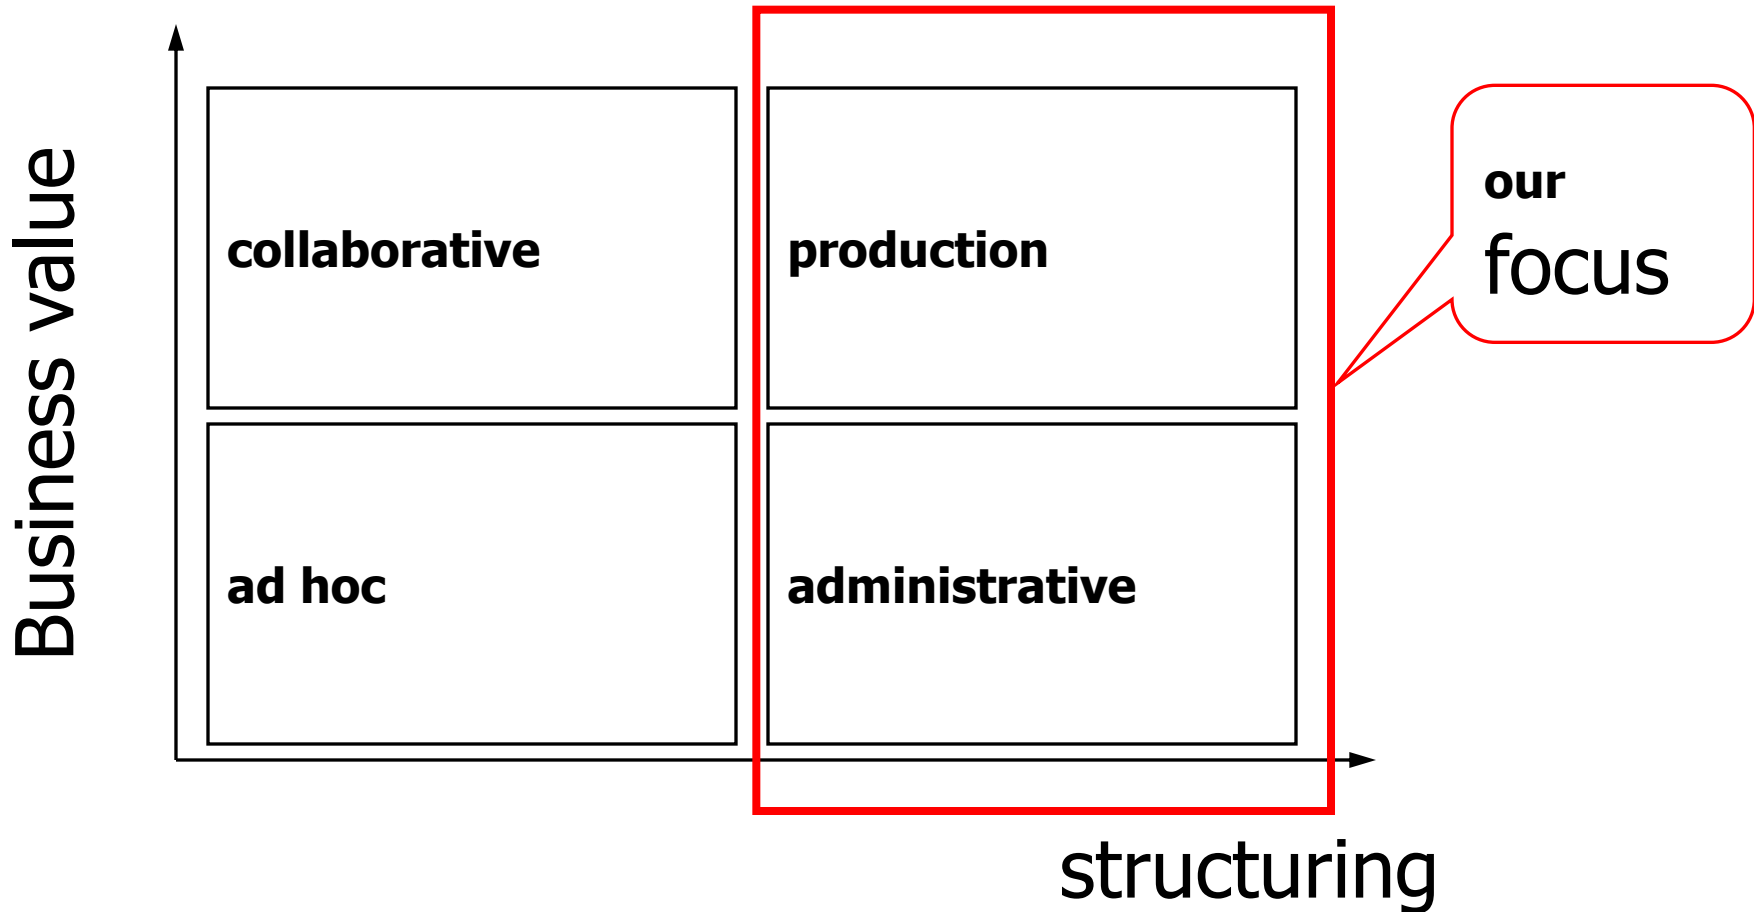 Business value
collaborative
production
our
focus
ad hoc
administrative
structuring